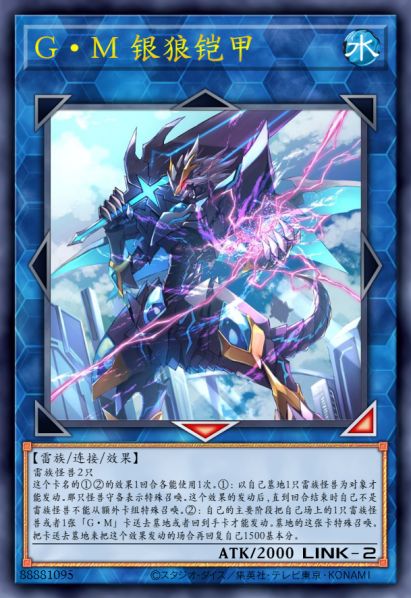 G・M 银狼铠甲
水
【雷族/连接/效果】
雷族怪兽2只
这个卡名的①②的效果1回合各能使用1次。①：以自己墓地1只雷族怪兽为对象才
能发动。那只怪兽守备表示特殊召唤。这个效果的发动后，直到回合结束时自己不是
雷族怪兽不能从额外卡组特殊召唤。②：自己的主要阶段把自己场上的1只雷族怪
兽或者1张「G・M」卡送去墓地或者回到手卡才能发动。墓地的这张卡特殊召唤。
把卡送去墓地来把这个效果发动的场合再回复自己1500基本分。
ATK/2000 LINK-2
88881095
©スタジオ・ダイス／集英社・テレビ東京・KONAMI